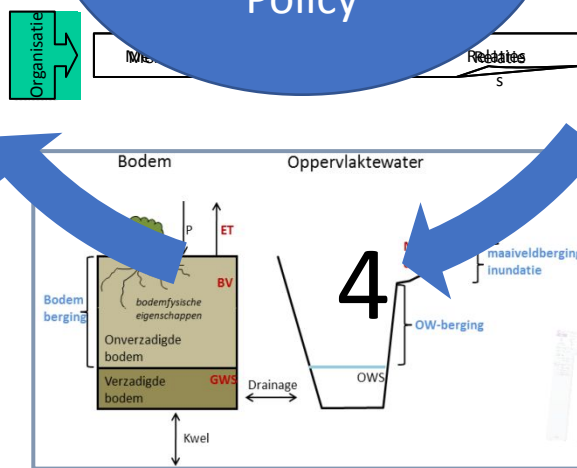 Policy
Organisatie
Relaties
s
Bodem
Oppervlaktewater
P
ET
BV
maaiveldberging
inundatie
Bodem
berging
bodemfysische
eigenschappen
4
OW-berging
Onverzadigde
bodem
OWS
Verzadigde
bodem
GWS
Drainage
Kwel